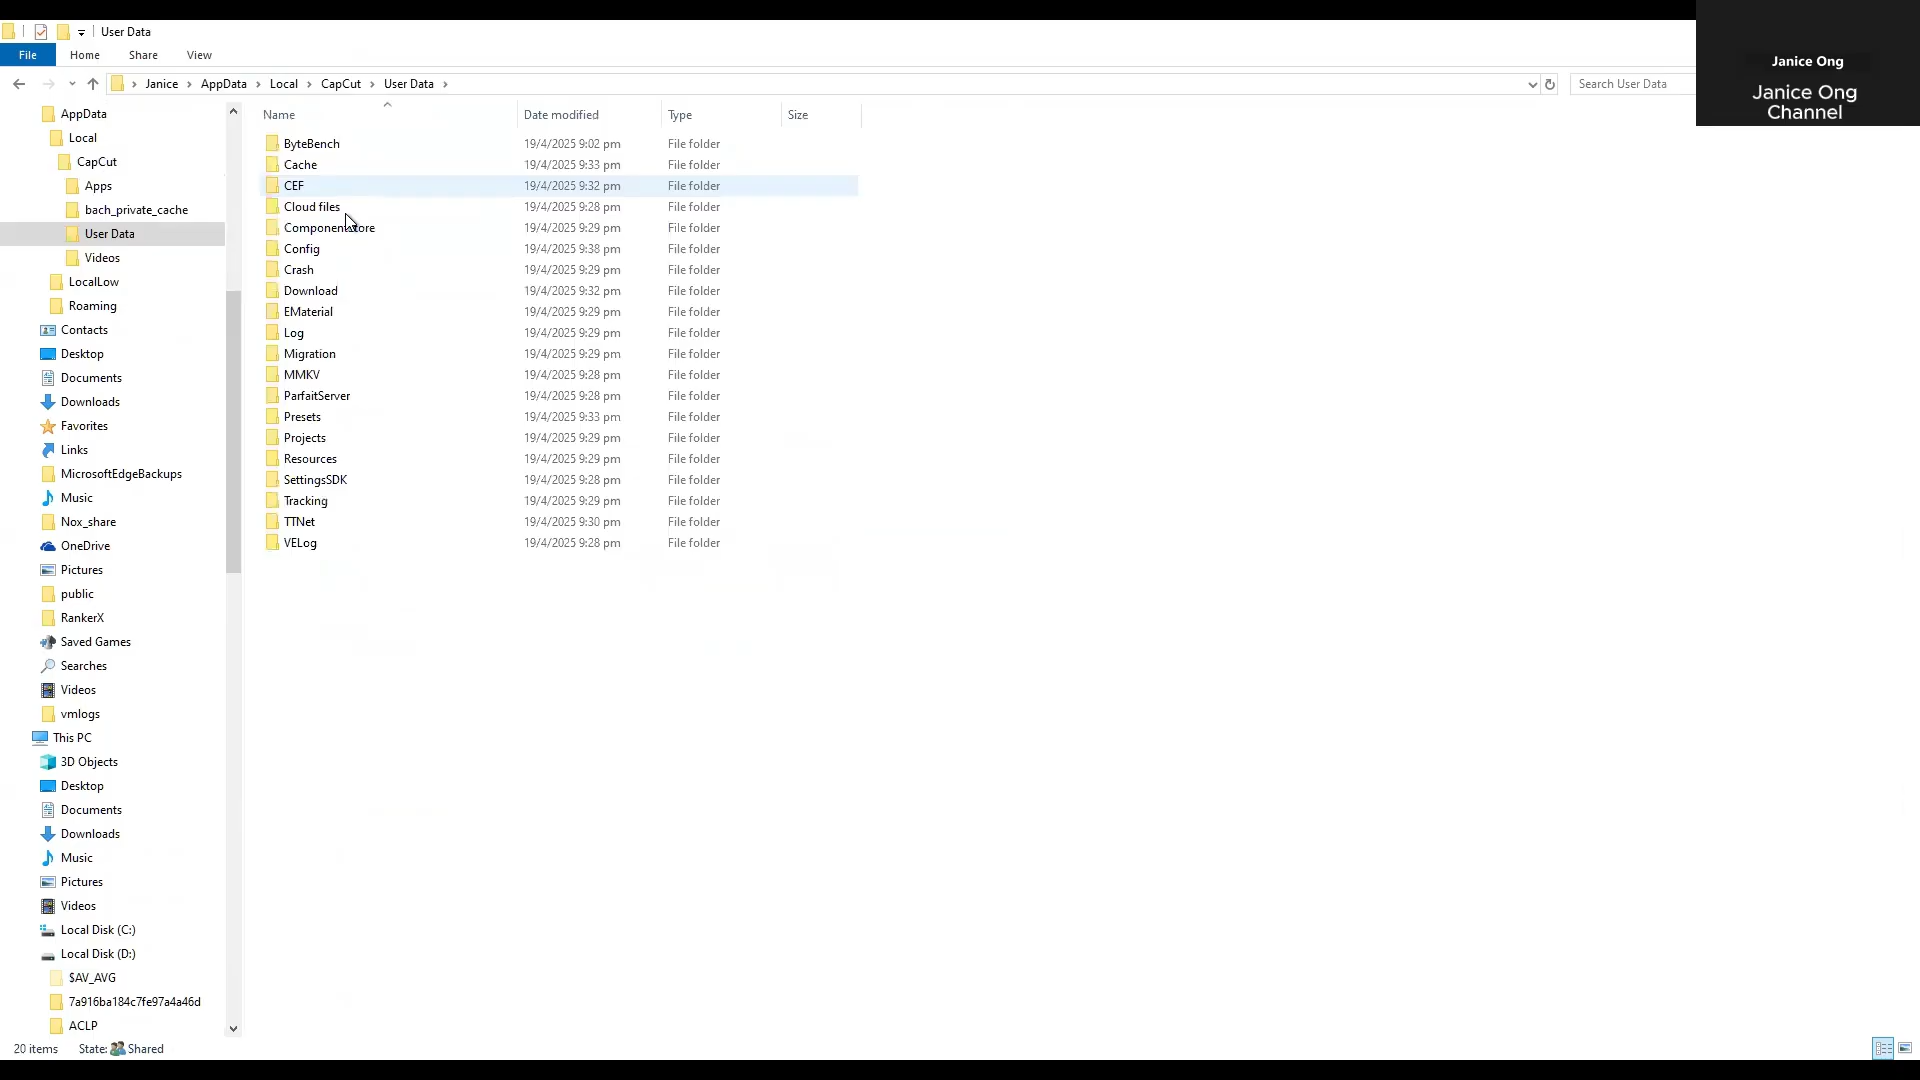 User Data
File Home Share View
Janice AppData Local CapCut User Data Search User Data
Janice Ong
Janice Ong
Channel
AppData
Local
CapCut
Apps
bach_private_cache
User Data
Videos
LocalLow
Roaming
Contacts
Desktop
Documents
Downloads
Favorites
Links
MicrosoftEdgeBackups
Music
Nox_share
OneDrive
Pictures
public
RankerX
Saved Games
Searches
Videos
vmlogs
This PC
3D Objects
Desktop
Documents
Downloads
Music
Pictures
Videos
Local Disk (C:)
Local Disk (D:)
$AV_AVG
7a916ba184c7fe97a4a46d
ACLP
Name Date modified Type Size
ByteBench 19/4/2025 9:02 pm File folder
Cache 19/4/2025 9:33 pm File folder
CEF 19/4/2025 9:32 pm File folder
Cloud files 19/4/2025 9:28 pm File folder
19/4/2025 9:29 pm File folder
Config 19/4/2025 9:38 pm File folder
Crash 19/4/2025 9:29 pm File folder
Download 19/4/2025 9:32 pm File folder
EMaterial 19/4/2025 9:29 pm File folder
Log 19/4/2025 9:29 pm File folder
Migration 19/4/2025 9:29 pm File folder
MMKV 19/4/2025 9:28 pm File folder
ParfaitServer 19/4/2025 9:28 pm File folder
Presets 19/4/2025 9:33 pm File folder
Projects 19/4/2025 9:29 pm File folder
Resources 19/4/2025 9:29 pm File folder
SettingsSDK 19/4/2025 9:28 pm File folder
Tracking 19/4/2025 9:29 pm File folder
TTNet 19/4/2025 9:30 pm File folder
VELog 19/4/2025 9:28 pm File folder
20 items State: Shared